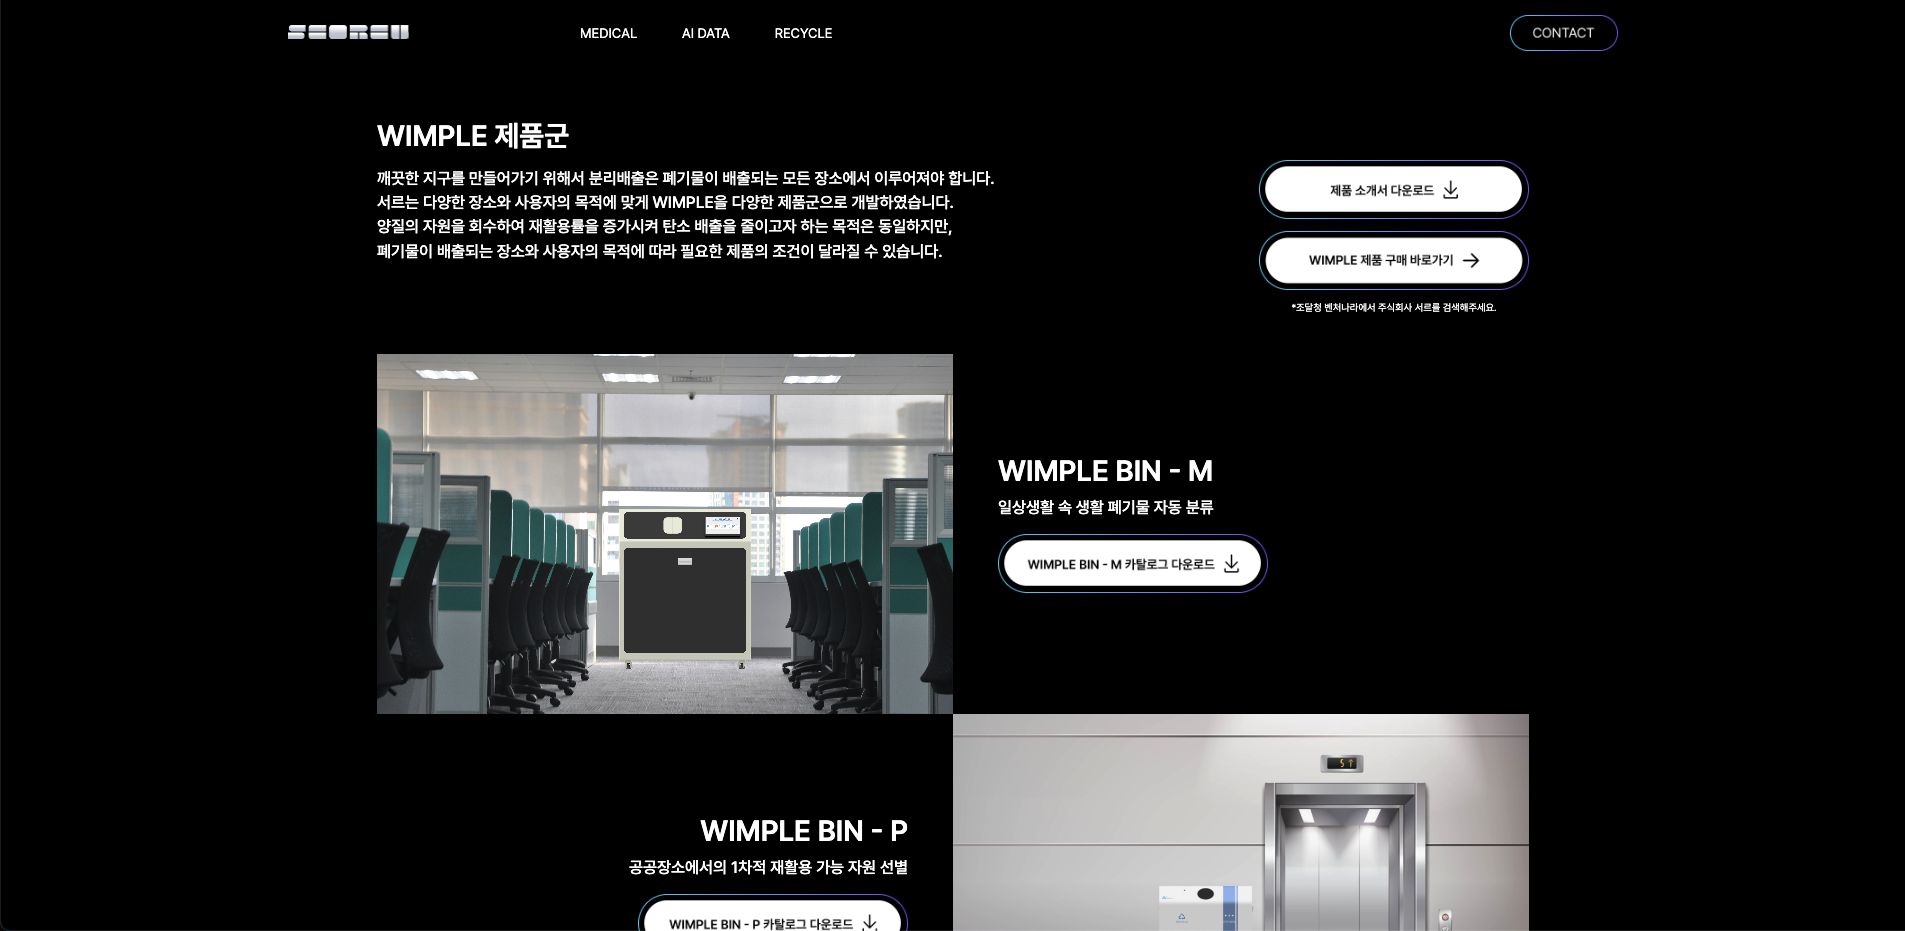 SEOREU
MEDICAL
AI DATA
RECYCLE
CONTACT
WIMPLE 제품군
깨끗한 지구를 만들어가기 위해서 분리배출은 폐기물이 배출되는 모든 장소에서 이루어져야 합니다.
서르는 다양한 장소와 사용자의 목적에 맞게 WIMPLE을 다양한 제품군으로 개발하였습니다.
양질의 자원을 회수하여 재활용률을 증가시켜 탄소 배출을 줄이고자 하는 목적은 동일하지만,
폐기물이 배출되는 장소와 사용자의 목적에 따라 필요한 제품의 조건이 달라질 수 있습니다.
제품 소개서 다운로드
WIMPLE 제품 구매 바로가기
*조달청 벤처나라에서 주식회사 서르를 검색해주세요.
WIMPLE BIN - M
일상생활 속 생활 폐기물 자동 분류
WIMPLE BIN - M 카탈로그 다운로드
WIMPLE BIN - P
공공장소에서의 1차적 재활용 가능 자원 선별
WIMPLE BIN - P 카탈로그 다운로드
5